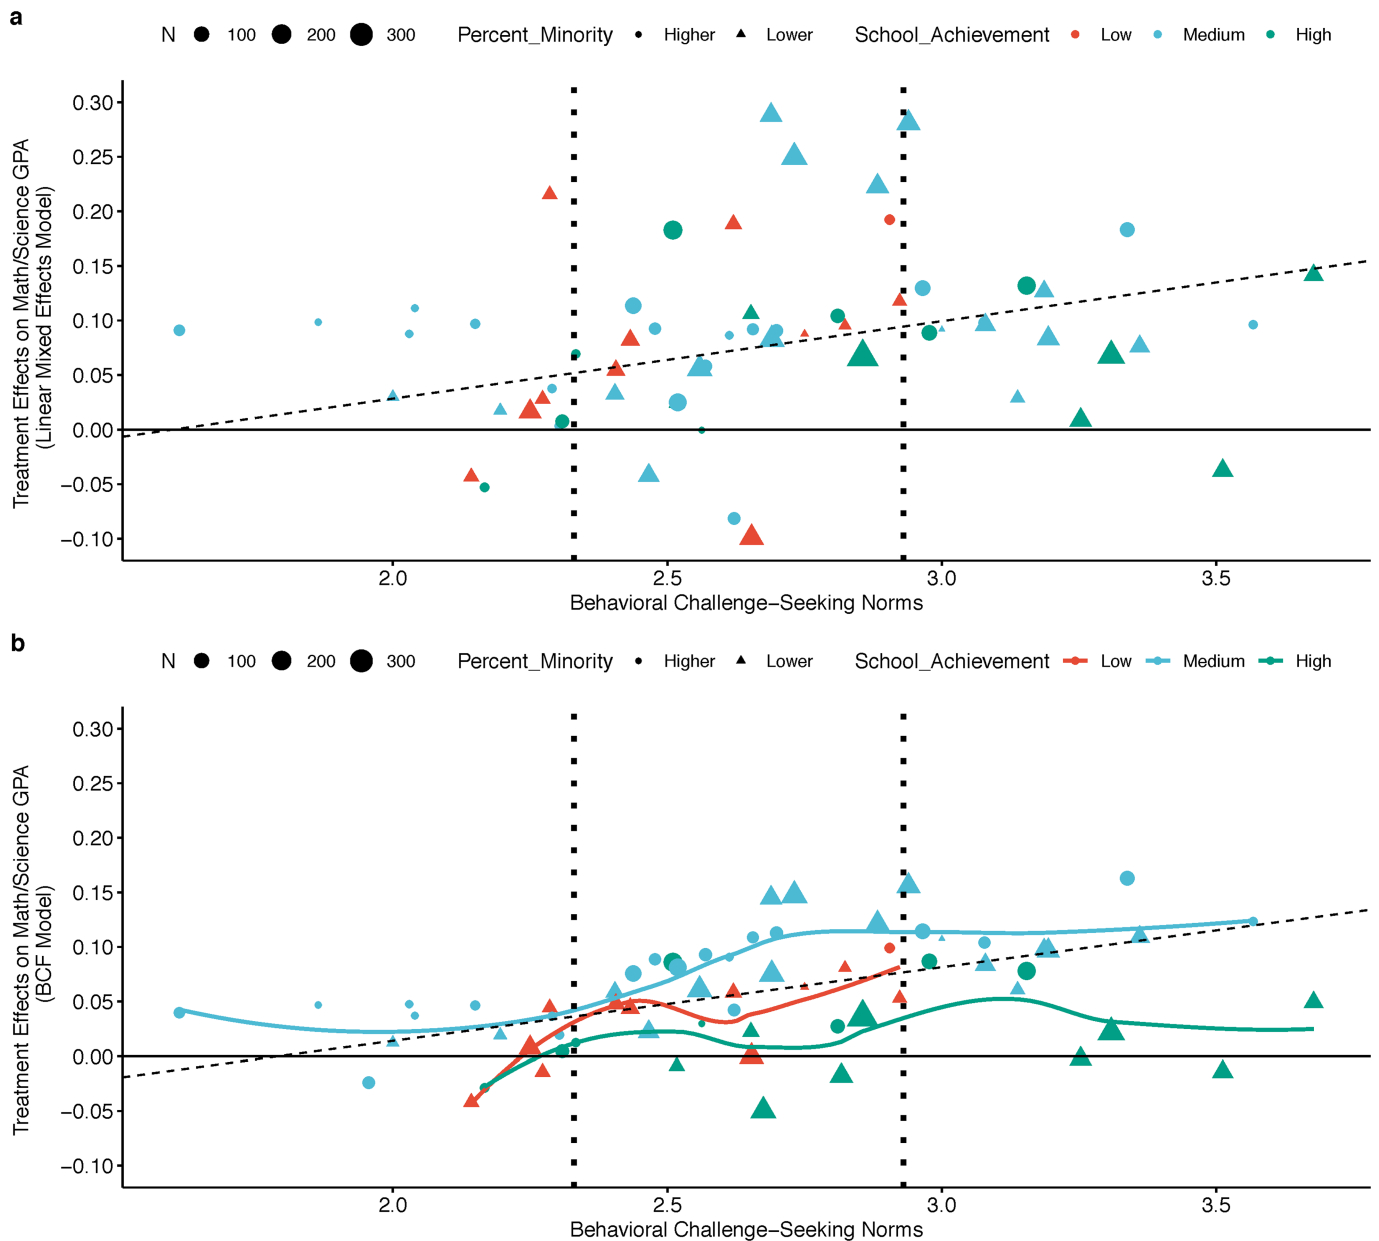 a
N 100 200 300 Percent_Minority Higher Lower School_Achievement Low Medium High
Treatment Effects on Math/Science GPA
(Linear Mixed Effects Model)
0.30
0.25
0.20
0.15
0.10
0.05
0.00
−0.05
−0.10
2.0 2.5 3.0 3.5
Behavioral Challenge−Seeking Norms
b
N 100 200 300 Percent_Minority Higher Lower School_Achievement Low Medium High
Treatment Effects on Math/Science GPA
(BCF Model)
0.30
0.25
0.20
0.15
0.10
0.05
0.00
−0.05
−0.10
2.0 2.5 3.0 3.5
Behavioral Challenge−Seeking Norms